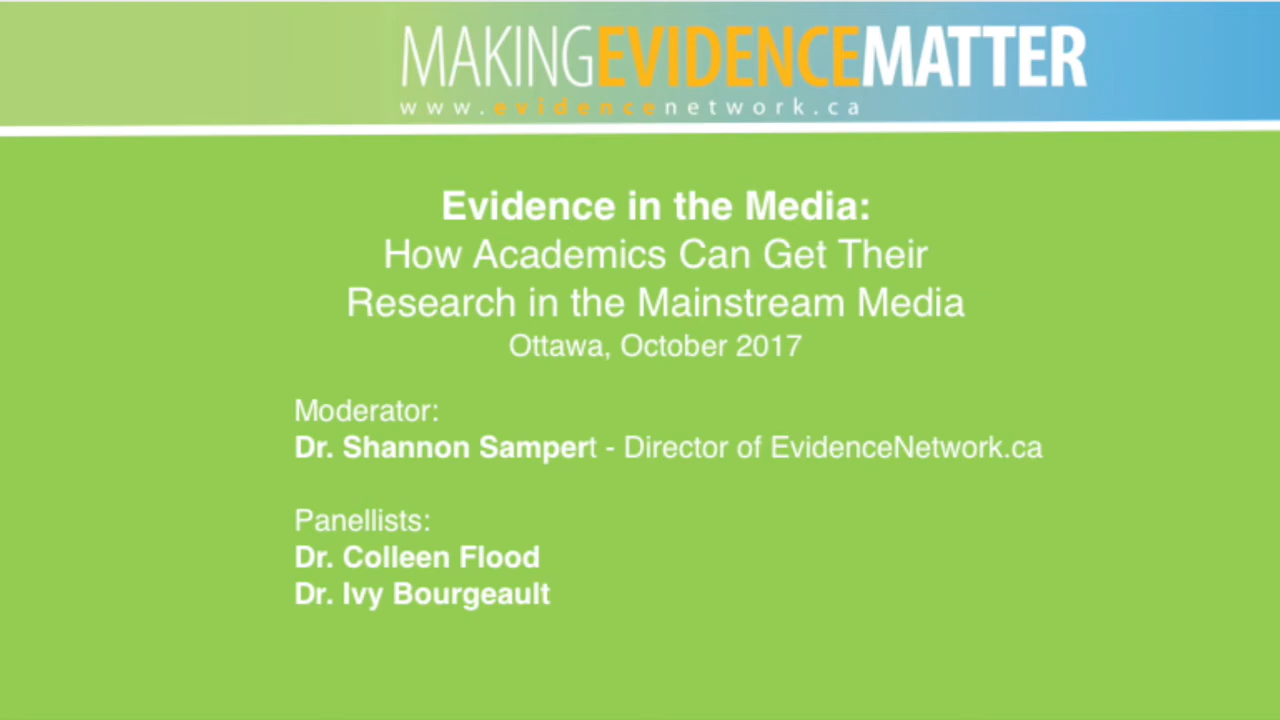 MAKINGEVIDENCEMATTER
www.evidencenetwork.ca
Evidence in the Media:
How Academics Can Get Their
Research in the Mainstream Media
Ottawa, October 2017
Moderator:
Dr. Shannon Sampert - Director of EvidenceNetwork.ca
Panellists:
Dr. Colleen Flood
Dr. Ivy Bourgeault